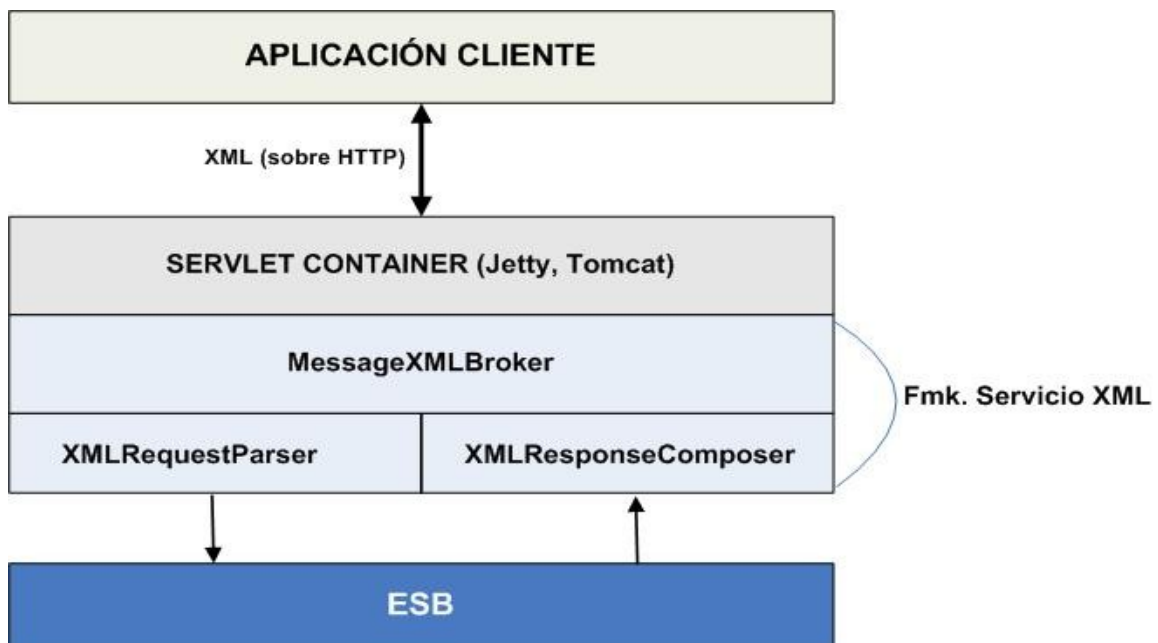 APLICACIÓN CLIENTE
XML (sobre HTTP)
SERVLET CONTAINER (Jetty, Tomcat)
MessageXMLBroker
Fmk. Servicio XML
XMLRequestParser
XMLResponseComposer
ESB